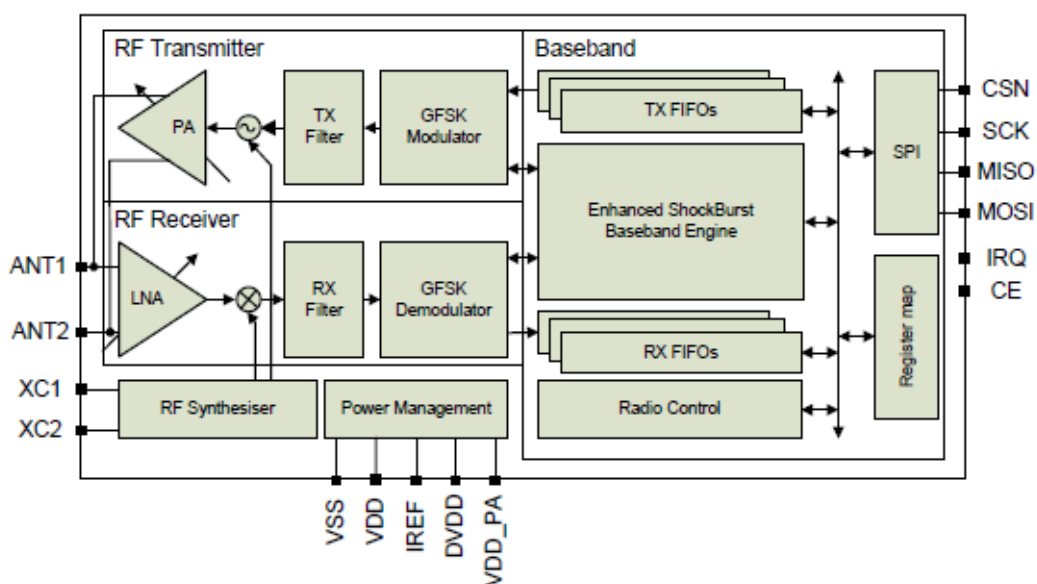 RF Transmitter
Baseband
PA
TX
Filter
GFSK
Modulator
TX FIFOs
SPI
CSN
SCK
MISO
MOSI
Enhanced ShockBurst
Baseband Engine
RF Receiver
ANT1
ANT2
LNA
RX
Filter
GFSK
Demodulator
RX FIFOs
Register map
IRQ
CE
XC1
XC2
RF Synthesiser
Power Management
Radio Control
VSS
VDD
IREF
DVDD
VDD_PA